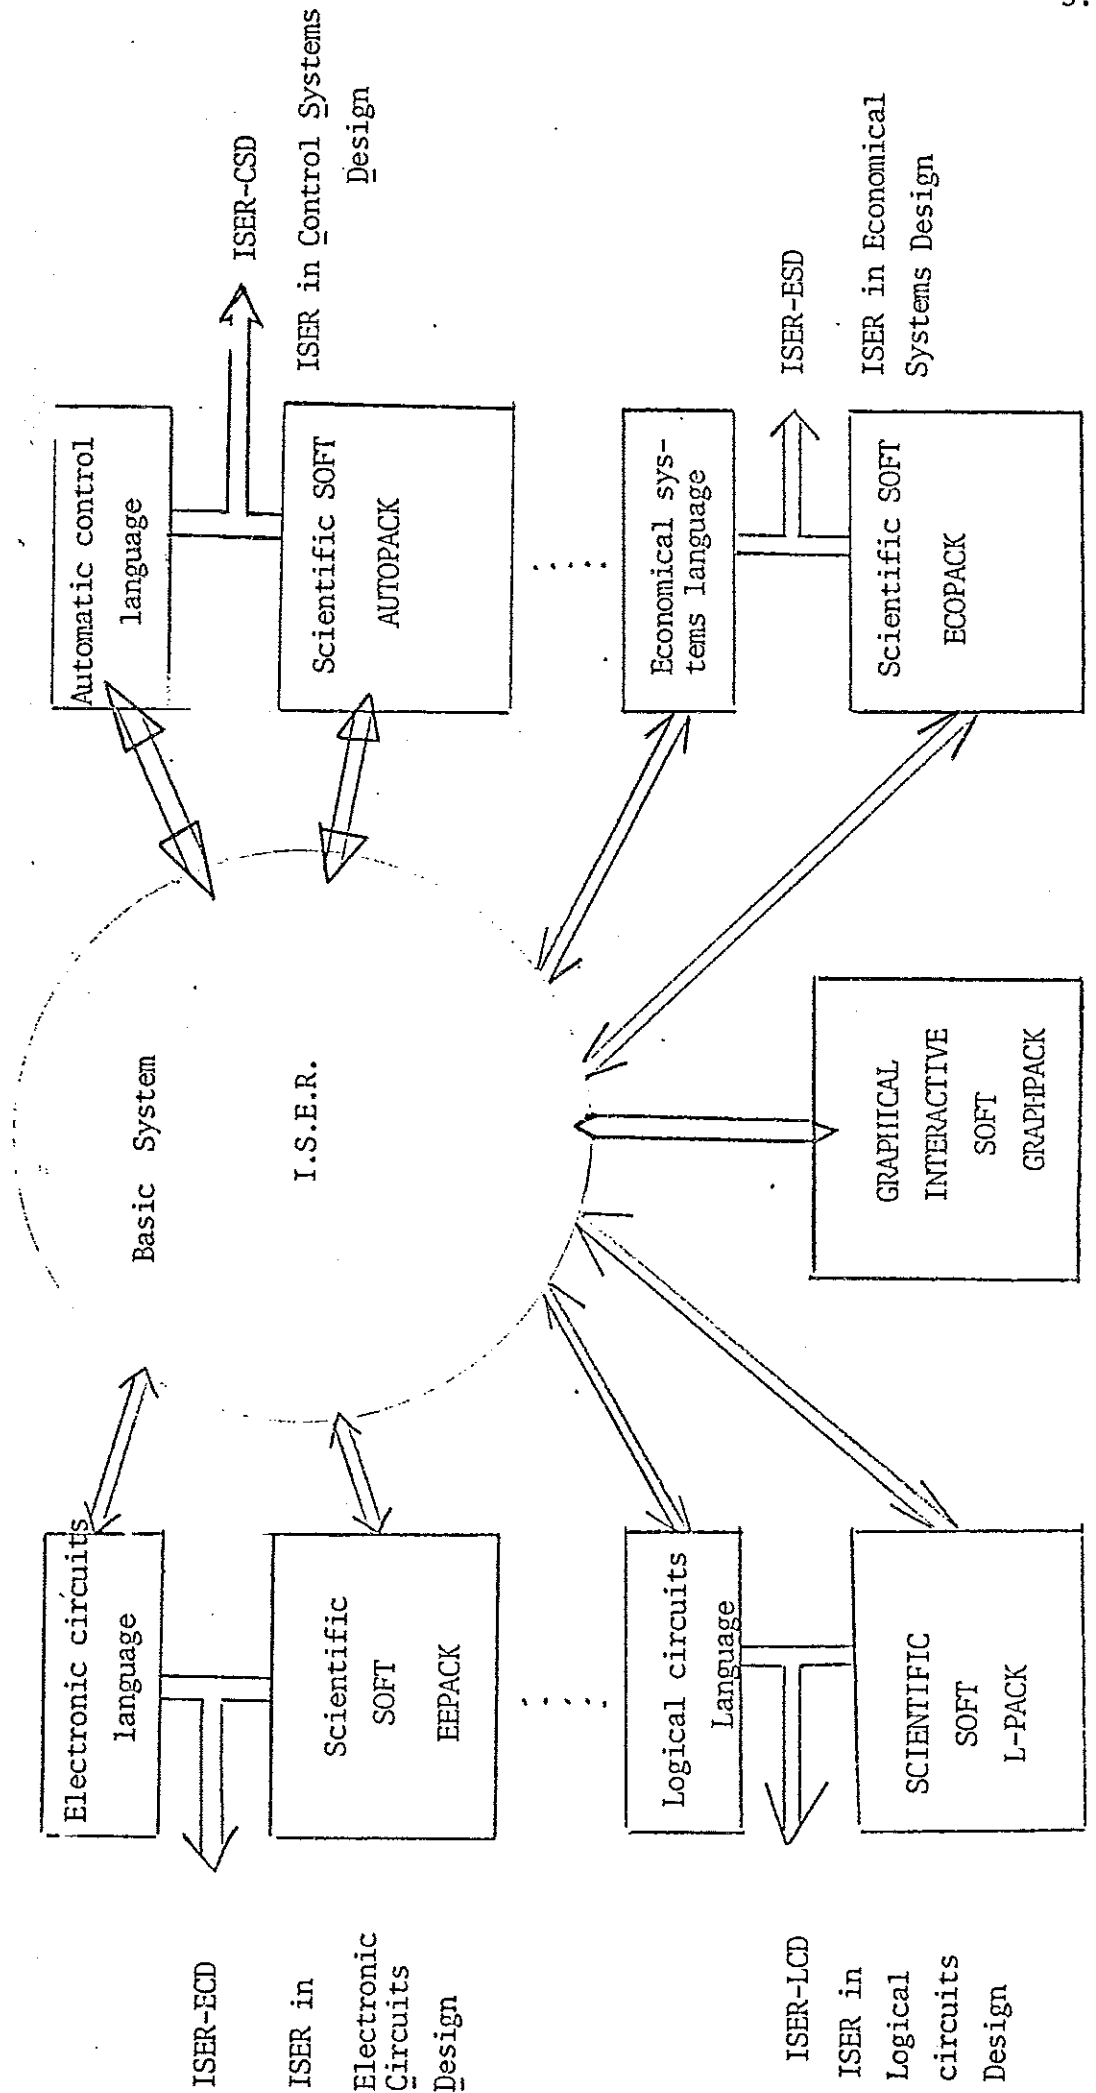 Electronic circuits
language
Scientific
SOFT
EEPACK
ISER-ECD
ISER in
Electronic
Circuits
Design
.....
Logical circuits
Language
SCIENTIFIC
SOFT
L-PACK
ISER-LCD
ISER in
Logical
circuits
Design
Basic System
I.S.E.R.
GRAPHICAL
INTERACTIVE
SOFT
GRAPHPACK
Automatic control
language
Scientific SOFT
AUTOPACK
ISER-CSD
ISER in Control Systems
Design
.....
Economical sys-
tems language
Scientific SOFT
ECOPACK
ISER-ESD
ISER in Economical
Systems Design